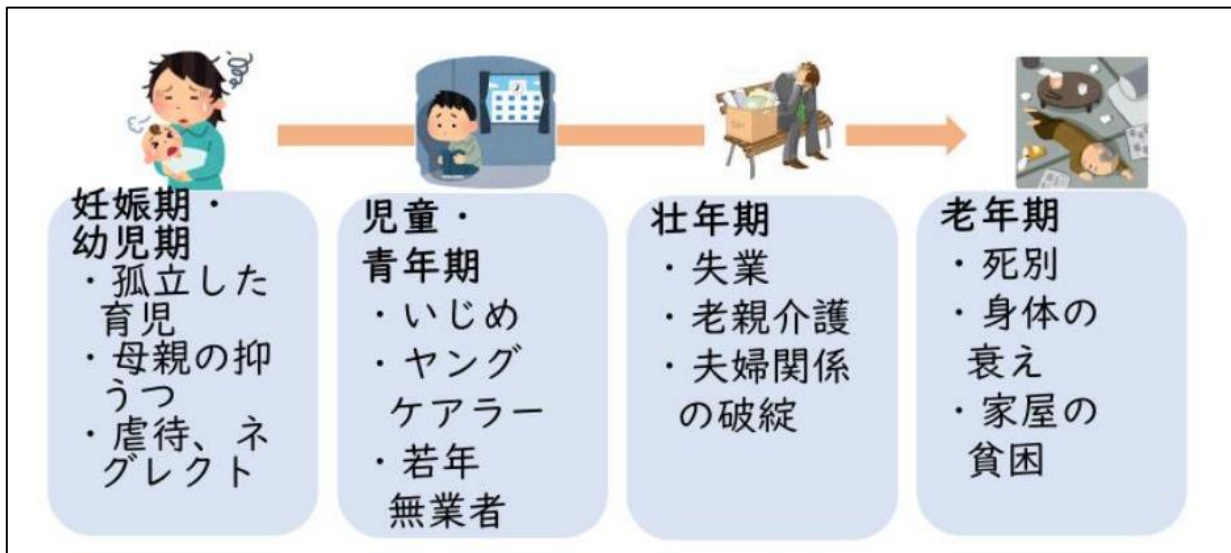 妊娠期・
幼児期
・孤立した
育児
・母親の抑
うつ
・虐待、ネ
グレクト
児童・
青年期
・いじめ
・ヤング
ケアラー
・若年
無業者
壮年期
・失業
・老親介護
・夫婦関係
の破綻
老年期
・死別
・身体の
衰え
・家屋の
貧困